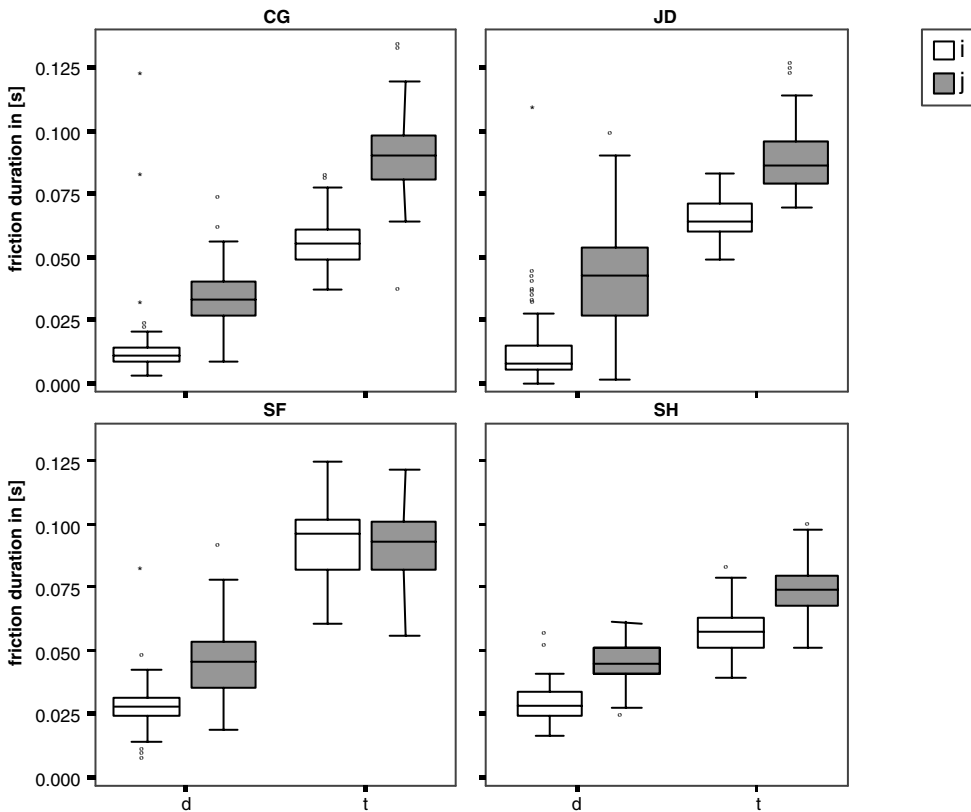 CG
JD
i
j
friction duration in [s]
0.125
0.100
0.075
0.050
0.025
0.000
SF
SH
friction duration in [s]
0.125
0.100
0.075
0.050
0.025
0.000
d
t
d
t